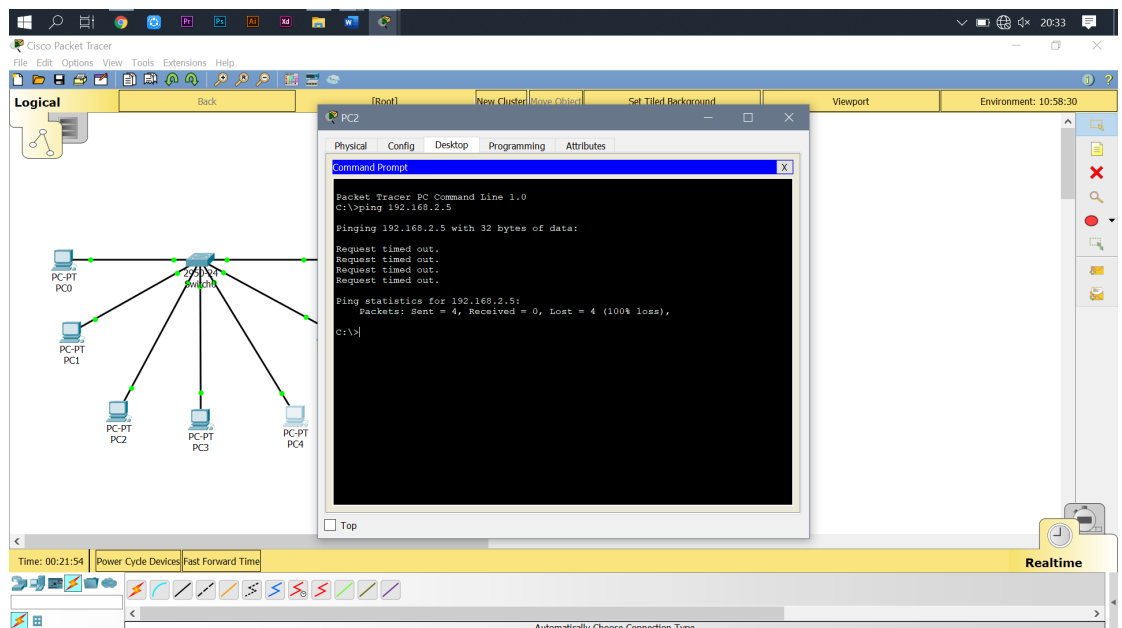 Pr Ps Ai Xd
20:33
Cisco Packet Tracer
File Edit Options View Tools Extensions Help
Logical Back [Root] New Cluster Move Object Set Tiled Background Viewport Environment: 10:58:30
PC2
Physical Config Desktop Programming Attributes
Command Prompt X
Packet Tracer PC Command Line 1.0
C:\>ping 192.168.2.5
Pinging 192.168.2.5 with 32 bytes of data:
Request timed out.
Request timed out.
Request timed out.
Request timed out.
Ping statistics for 192.168.2.5:
Packets: Sent = 4, Received = 0, Lost = 4 (100% loss),
C:\>
PC-PT
PC0
2950-24
Switch0
PC-PT
PC1
PC-PT
PC2
PC-PT
PC3
PC-PT
PC4
Top
Time: 00:21:54 Power Cycle Devices Fast Forward Time Realtime
Automatically Choose Connection Type